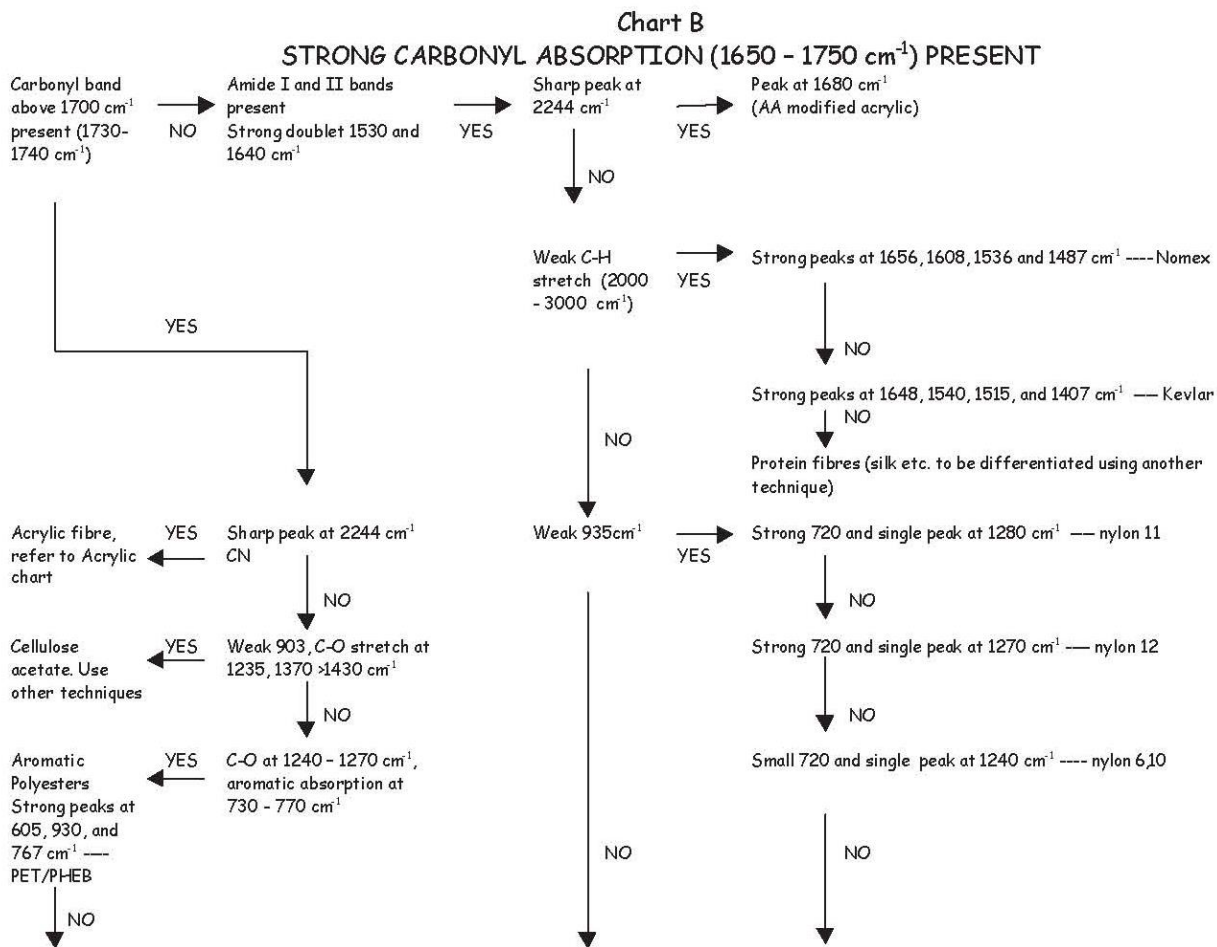 Chart B
STRONG CARBONYL ABSORPTION (1650 – 1750 cm⁻¹) PRESENT
Carbonyl band
above 1700 cm⁻¹
present (1730-
1740 cm⁻¹)
NO
Amide I and II bands
present
Strong doublet 1530 and
1640 cm⁻¹
YES
Sharp peak at
2244 cm⁻¹
YES
Peak at 1680 cm⁻¹
(AA modified acrylic)
NO
Weak C-H
stretch (2000
- 3000 cm⁻¹)
YES
Strong peaks at 1656, 1608, 1536 and 1487 cm⁻¹ ---- Nomex
NO
Strong peaks at 1648, 1540, 1515, and 1407 cm⁻¹ –– Kevlar
NO
Protein fibres (silk etc. to be differentiated using another
technique)
YES
NO
Acrylic fibre,
refer to Acrylic
chart
YES
Sharp peak at 2244 cm⁻¹
CN
NO
Weak 935cm⁻¹
YES
Strong 720 and single peak at 1280 cm⁻¹ –– nylon 11
NO
Cellulose
acetate. Use
other techniques
YES
Weak 903, C-O stretch at
1235, 1370 >1430 cm⁻¹
NO
Strong 720 and single peak at 1270 cm⁻¹ –-– nylon 12
NO
Aromatic
Polyesters
Strong peaks at
605, 930, and
767 cm⁻¹ –--–
PET/PHEB
YES
C-O at 1240 – 1270 cm⁻¹,
aromatic absorption at
730 – 770 cm⁻¹
Small 720 and single peak at 1240 cm⁻¹ ---- nylon 6,10
NO
NO
NO